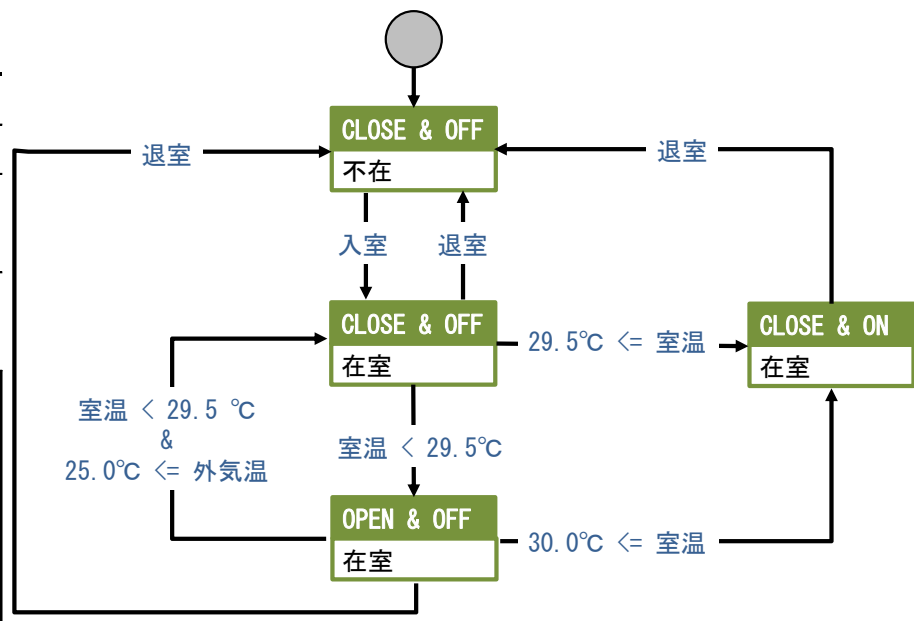 CLOSE & OFF
不在
退室
退室
入室
退室
CLOSE & OFF
在室
29.5℃ <= 室温
CLOSE & ON
在室
室温 < 29.5 ℃
&
25.0℃ <= 外気温
室温 < 29.5℃
OPEN & OFF
在室
30.0℃ <= 室温